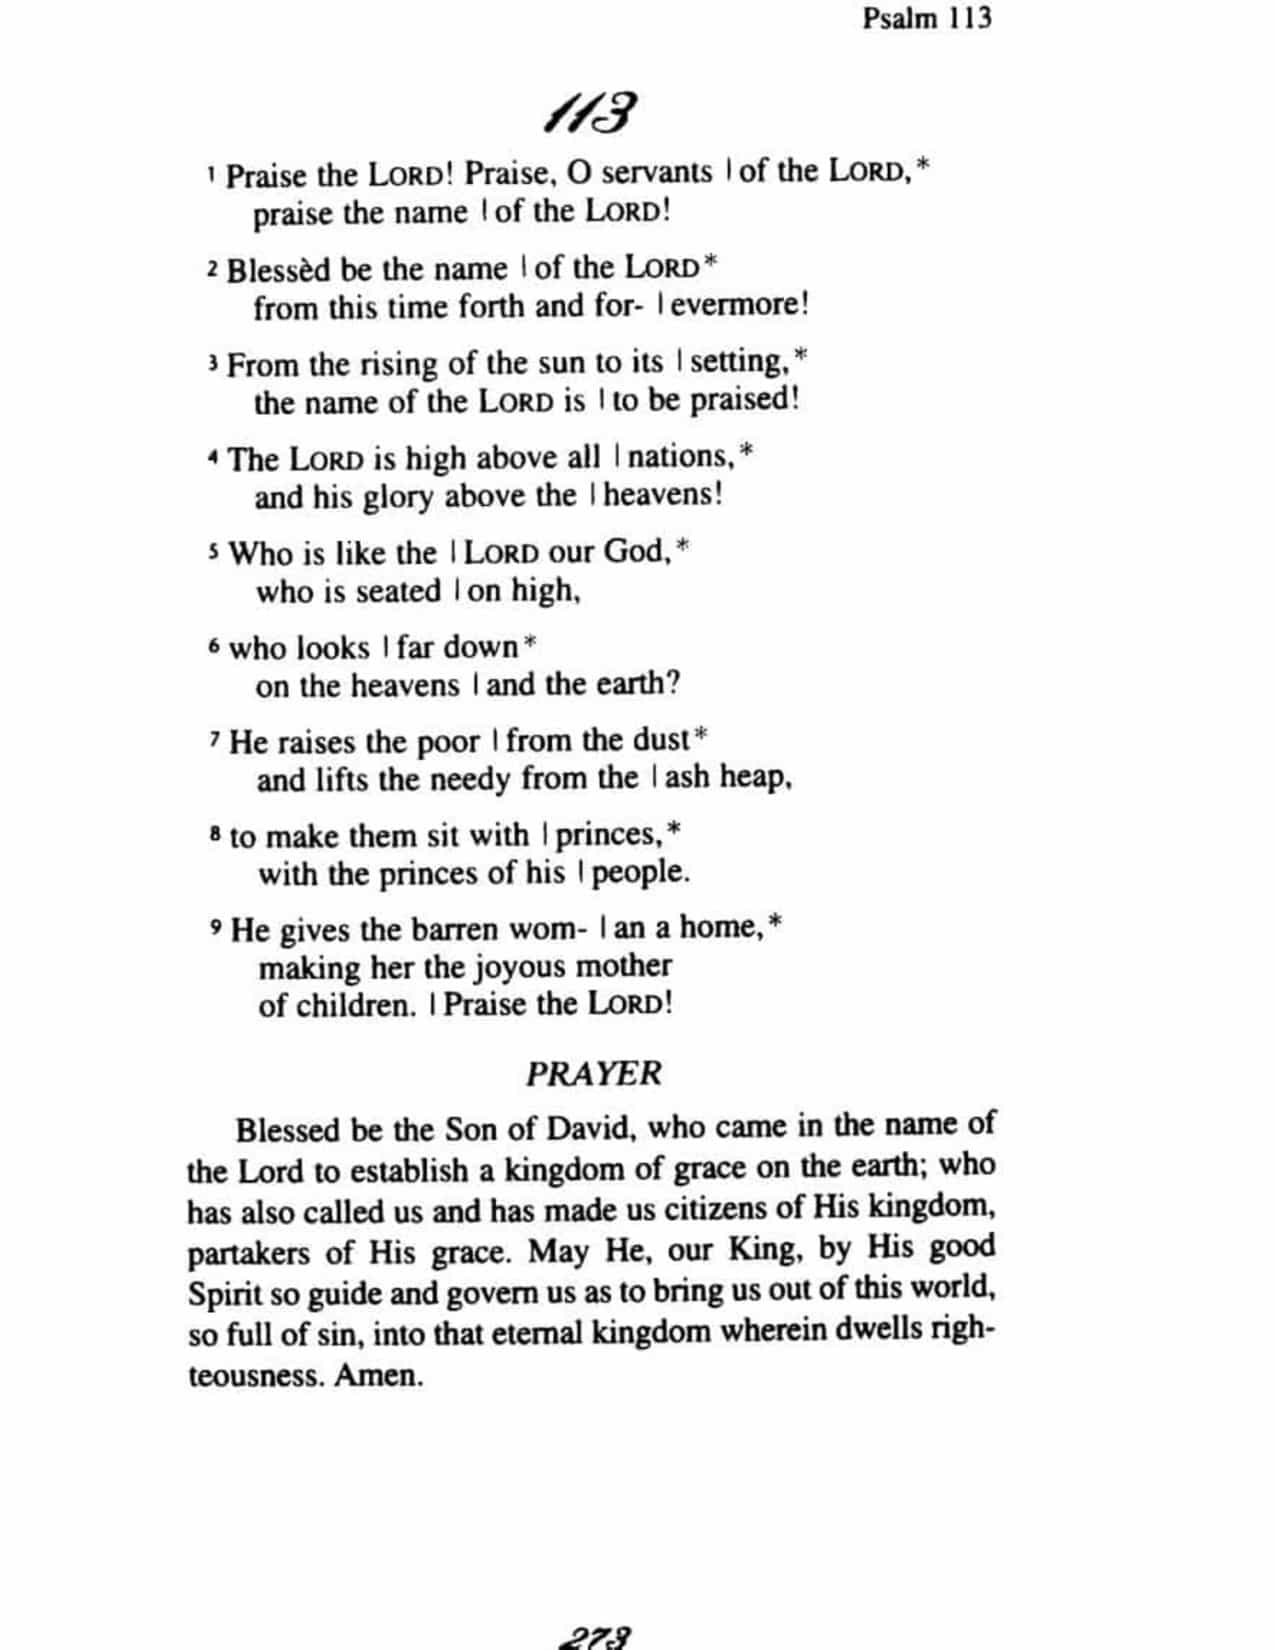 Psalm 113
113
1 Praise the LORD! Praise, O servants | of the LORD,*
praise the name | of the LORD!
2 Blessèd be the name | of the LORD*
from this time forth and for- | evermore!
3 From the rising of the sun to its | setting,*
the name of the LORD is | to be praised!
4 The LORD is high above all | nations,*
and his glory above the | heavens!
5 Who is like the | LORD our God,*
who is seated | on high,
6 who looks | far down*
on the heavens | and the earth?
7 He raises the poor | from the dust*
and lifts the needy from the | ash heap,
8 to make them sit with | princes,*
with the princes of his | people.
9 He gives the barren wom- | an a home,*
making her the joyous mother
of children. | Praise the LORD!
PRAYER
Blessed be the Son of David, who came in the name of
the Lord to establish a kingdom of grace on the earth; who
has also called us and has made us citizens of His kingdom,
partakers of His grace. May He, our King, by His good
Spirit so guide and govern us as to bring us out of this world,
so full of sin, into that eternal kingdom wherein dwells righ-
teousness. Amen.
273